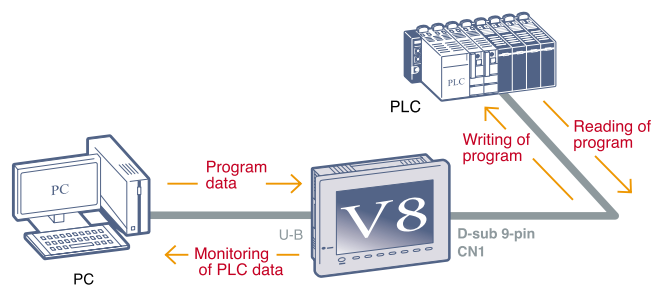 PLC
PLC
Writing of
program
Reading of
program
Program
data
PC
V8
U-B
D-sub 9-pin
CN1
Monitoring
of PLC data
PC